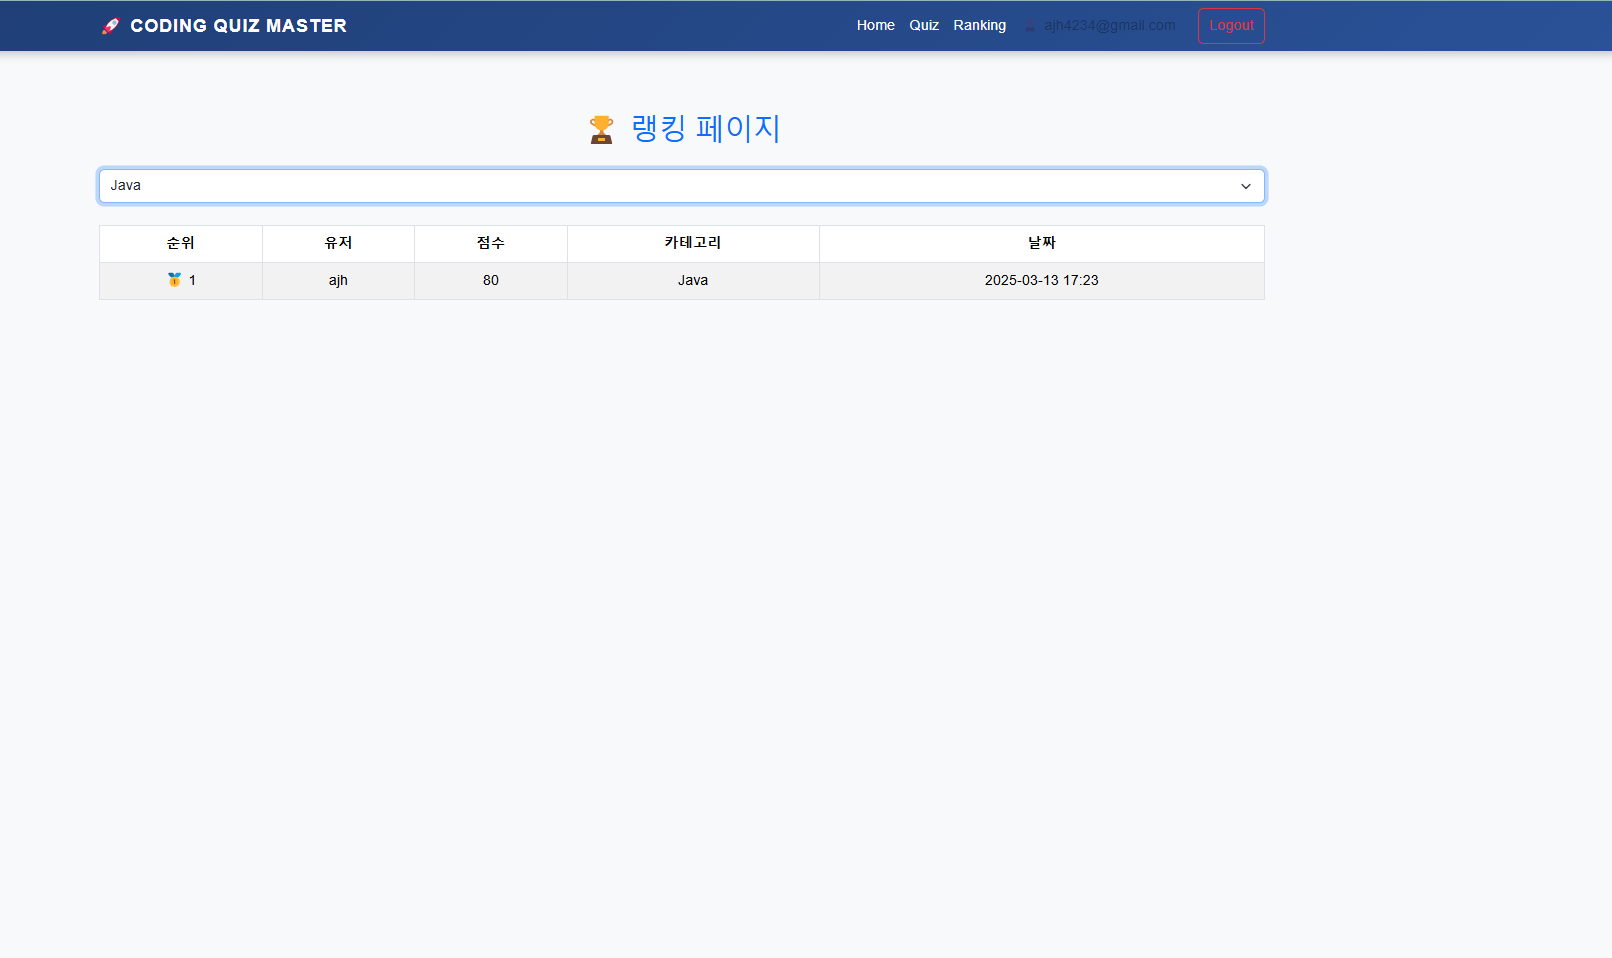 CODING QUIZ MASTER Home Quiz Ranking ajh4234@gmail.com Logout
랭킹 페이지
Java
순위 유저 점수 카테고리 날짜
1 ajh 80 Java 2025-03-13 17:23